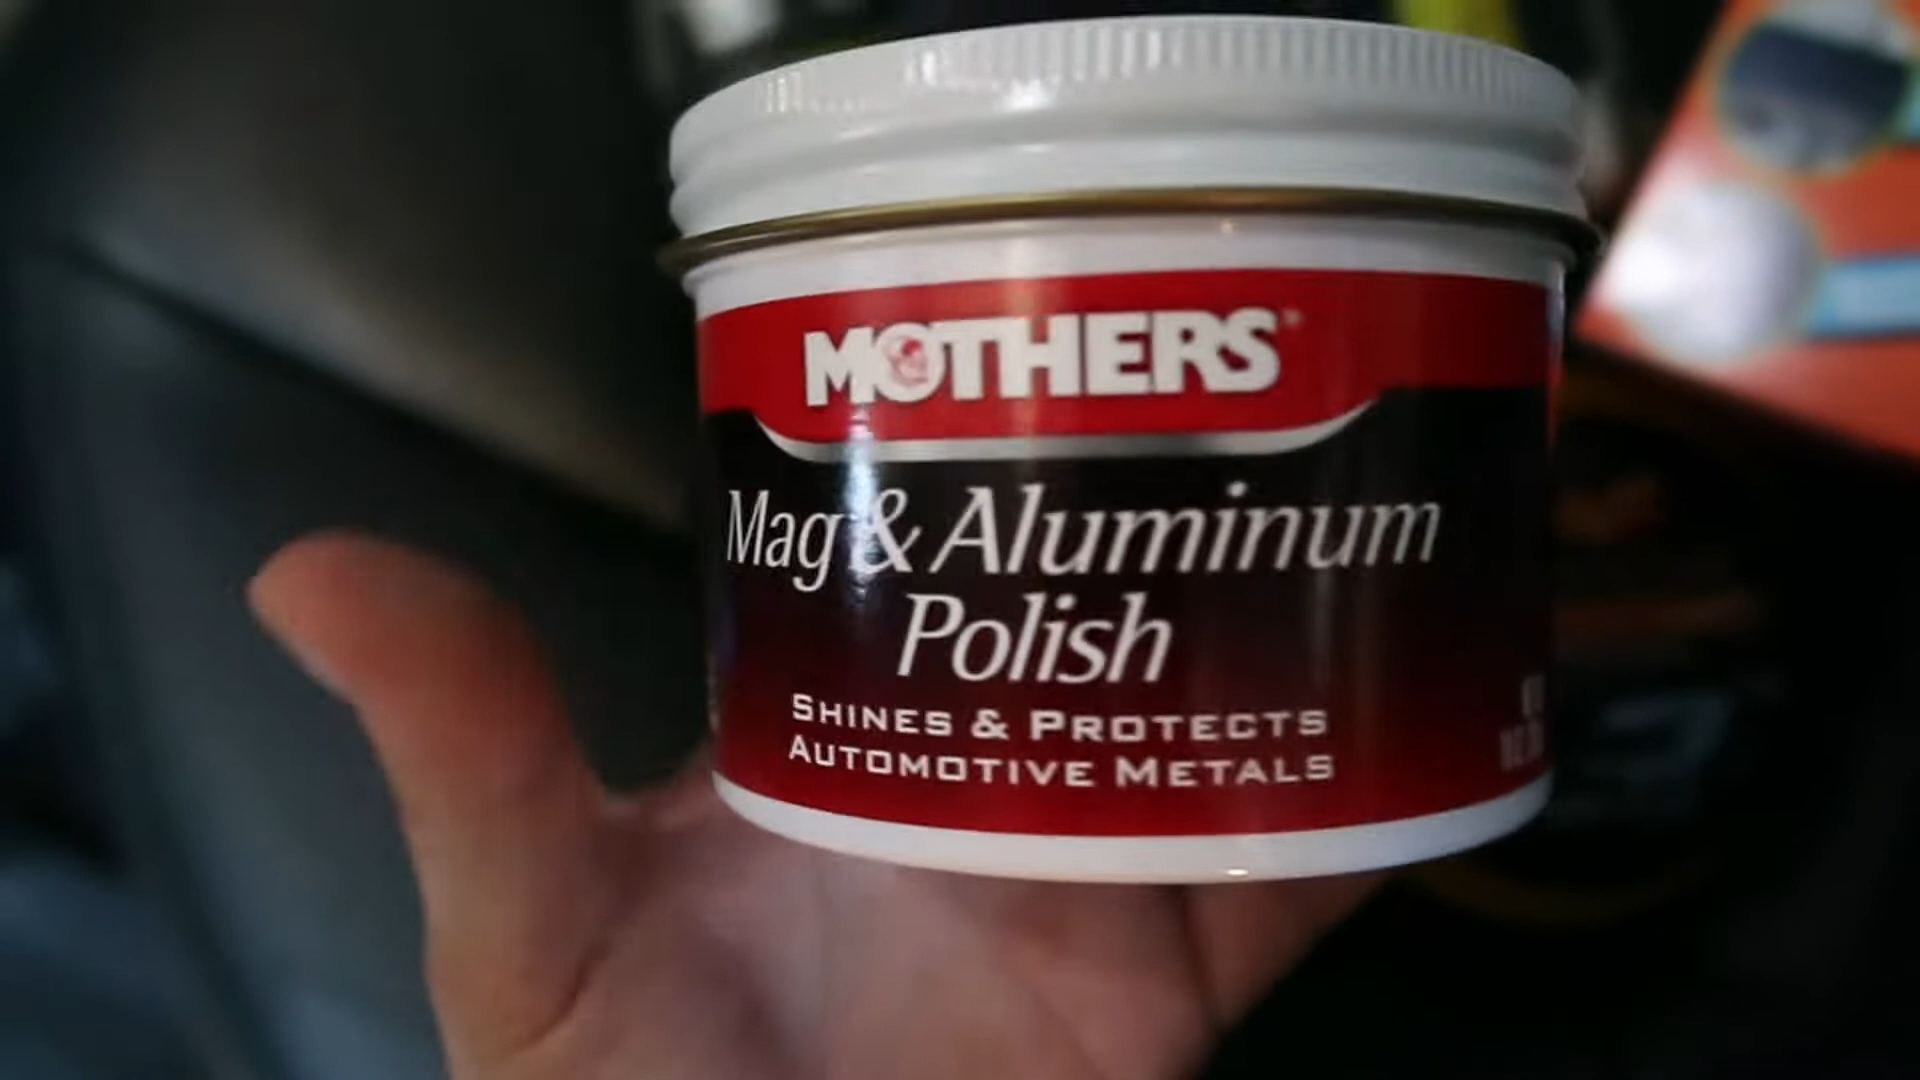 MOTHERS®
Mag & Aluminum
Polish
SHINES & PROTECTS
AUTOMOTIVE METALS